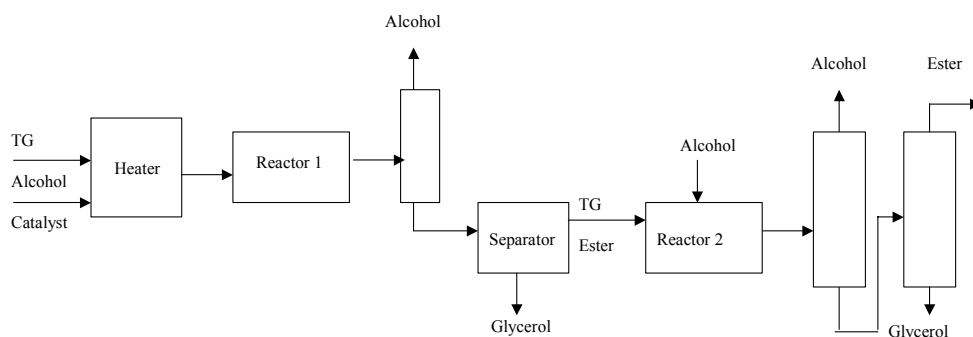 Alcohol
TG
Alcohol
Catalyst
Heater
Reactor 1
Separator
Glycerol
TG
Ester
Alcohol
Reactor 2
Alcohol
Ester
Glycerol